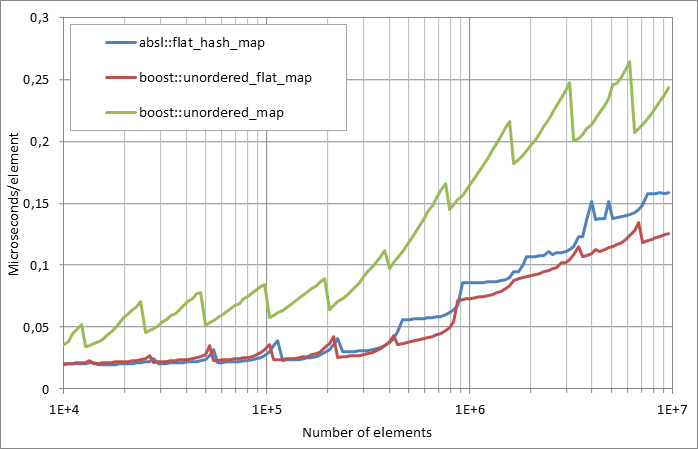 0,3
absl::flat_hash_map
boost::unordered_flat_map
boost::unordered_map
0,25
0,2
0,15
0,1
0,05
0
Microseconds/element
1E+4
1E+5
1E+6
1E+7
Number of elements